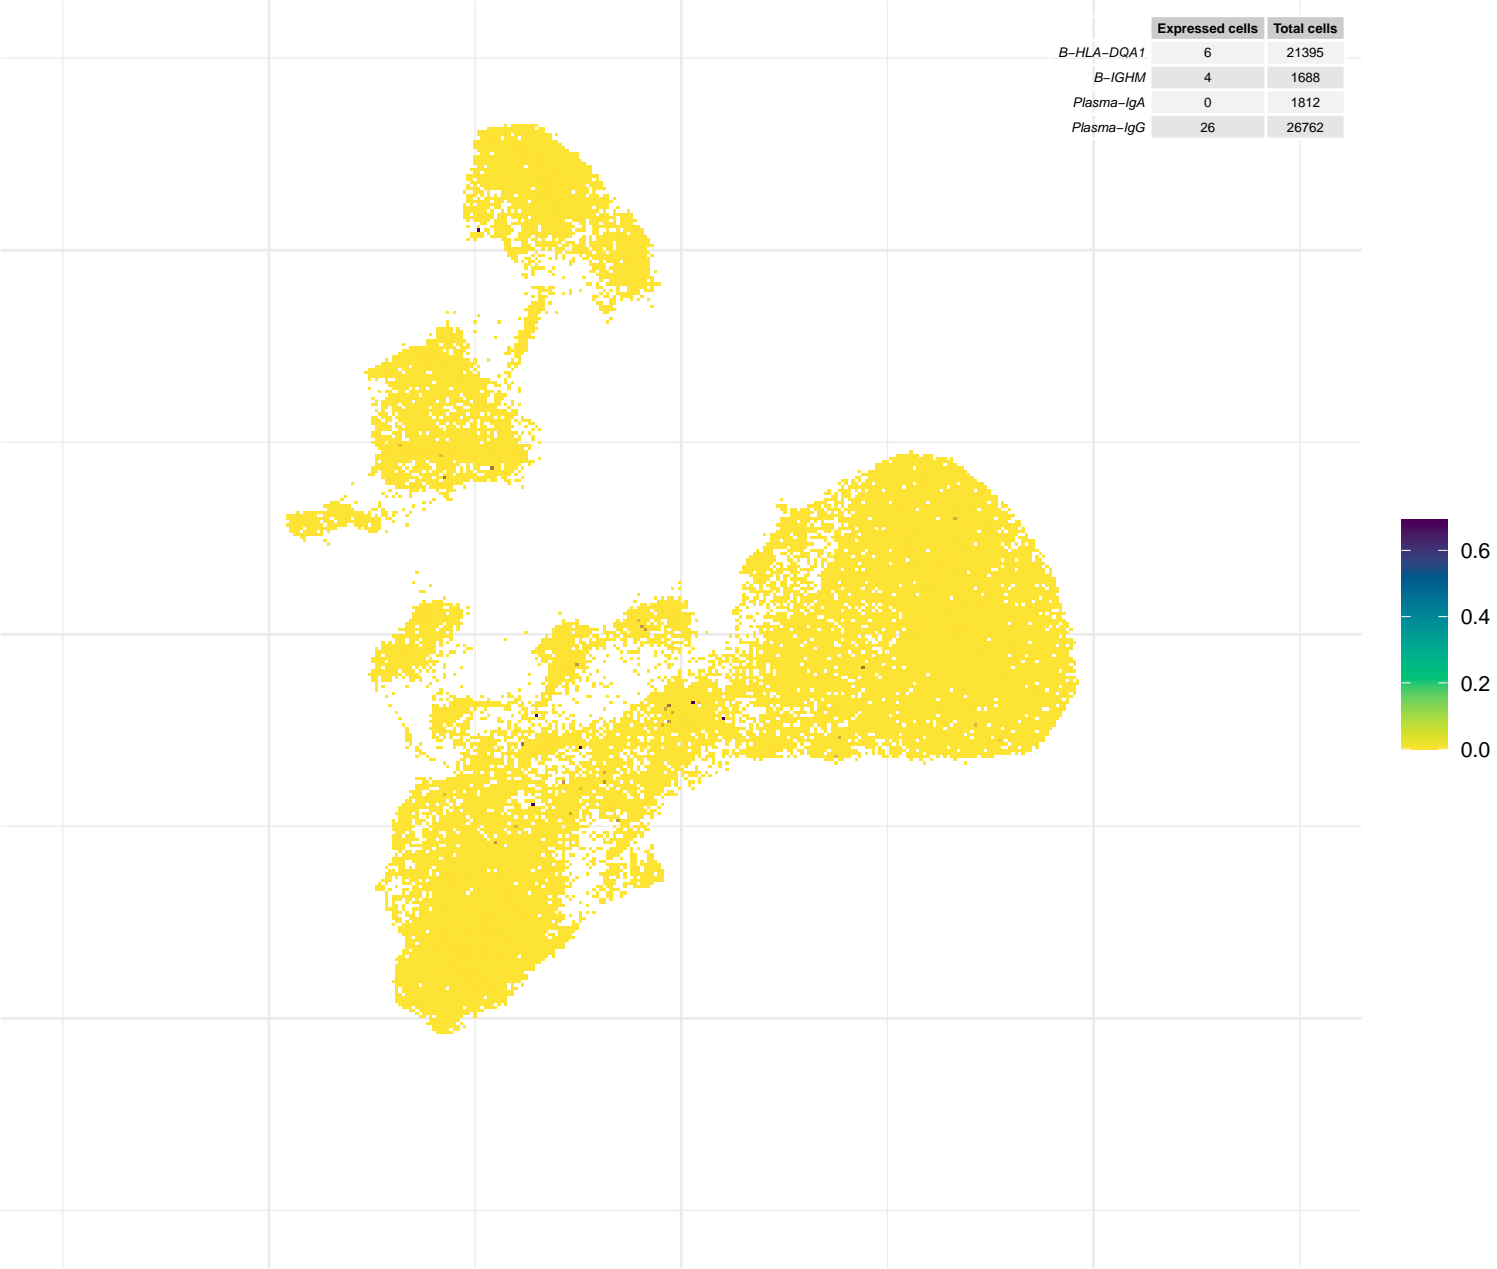 Expressed cells Total cells
B−HLA−DQA1 6 21395
B−IGHM 4 1688
Plasma−IgA 0 1812
Plasma−IgG 26 26762
0.6
0.4
0.2
0.0